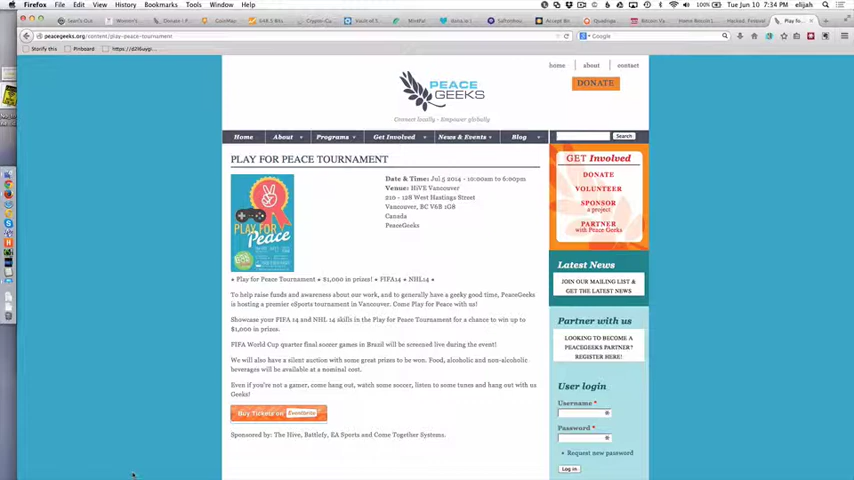 Firefox File Edit View History Bookmarks Tools Window Help
Tue Jun 10 7:34 PM elijah
peacegeeks.org/content/play-peace-tournament
Google
Storify this Pinboard
home about contact
PEACE
GEEKS
DONATE
Connect locally - Empower globally
Home About Programs Get Involved News & Events Blog Search
PLAY FOR PEACE TOURNAMENT
PLAY FOR
Peace
Date & Time: Jul 5 2014 - 10:00am to 6:00pm
Venue: HiVE Vancouver
210 - 128 West Hastings Street
Vancouver, BC V6B 1G8
Canada
PeaceGeeks
• Play for Peace Tournament • $1,000 in prizes! • FIFA14 • NHL14 •
To help raise funds and awareness about our work, and to generally have a geeky good time, PeaceGeeks
is hosting a premier eSports tournament in Vancouver. Come Play for Peace with us!
Showcase your FIFA 14 and NHL 14 skills in the Play for Peace Tournament for a chance to win up to
$1,000 in prizes.
FIFA World Cup quarter final soccer games in Brazil will be screened live during the event!
We will also have a silent auction with some great prizes to be won. Food, alcoholic and non-alcoholic
beverages will be available at a nominal cost.
Even if you're not a gamer, come hang out, watch some soccer, listen to some tunes and hang out with us
Geeks!
Buy Tickets on Eventbrite
Sponsored by: The Hive, Battlefy, EA Sports and Come Together Systems.
GET Involved
DONATE
VOLUNTEER
SPONSOR
a project
PARTNER
with Peace Geeks
Latest News
JOIN OUR MAILING LIST &
GET THE LATEST NEWS
Partner with us
LOOKING TO BECOME A
PEACEGEEKS PARTNER?
REGISTER HERE!
User login
Username *
Password *
• Request new password
Log in